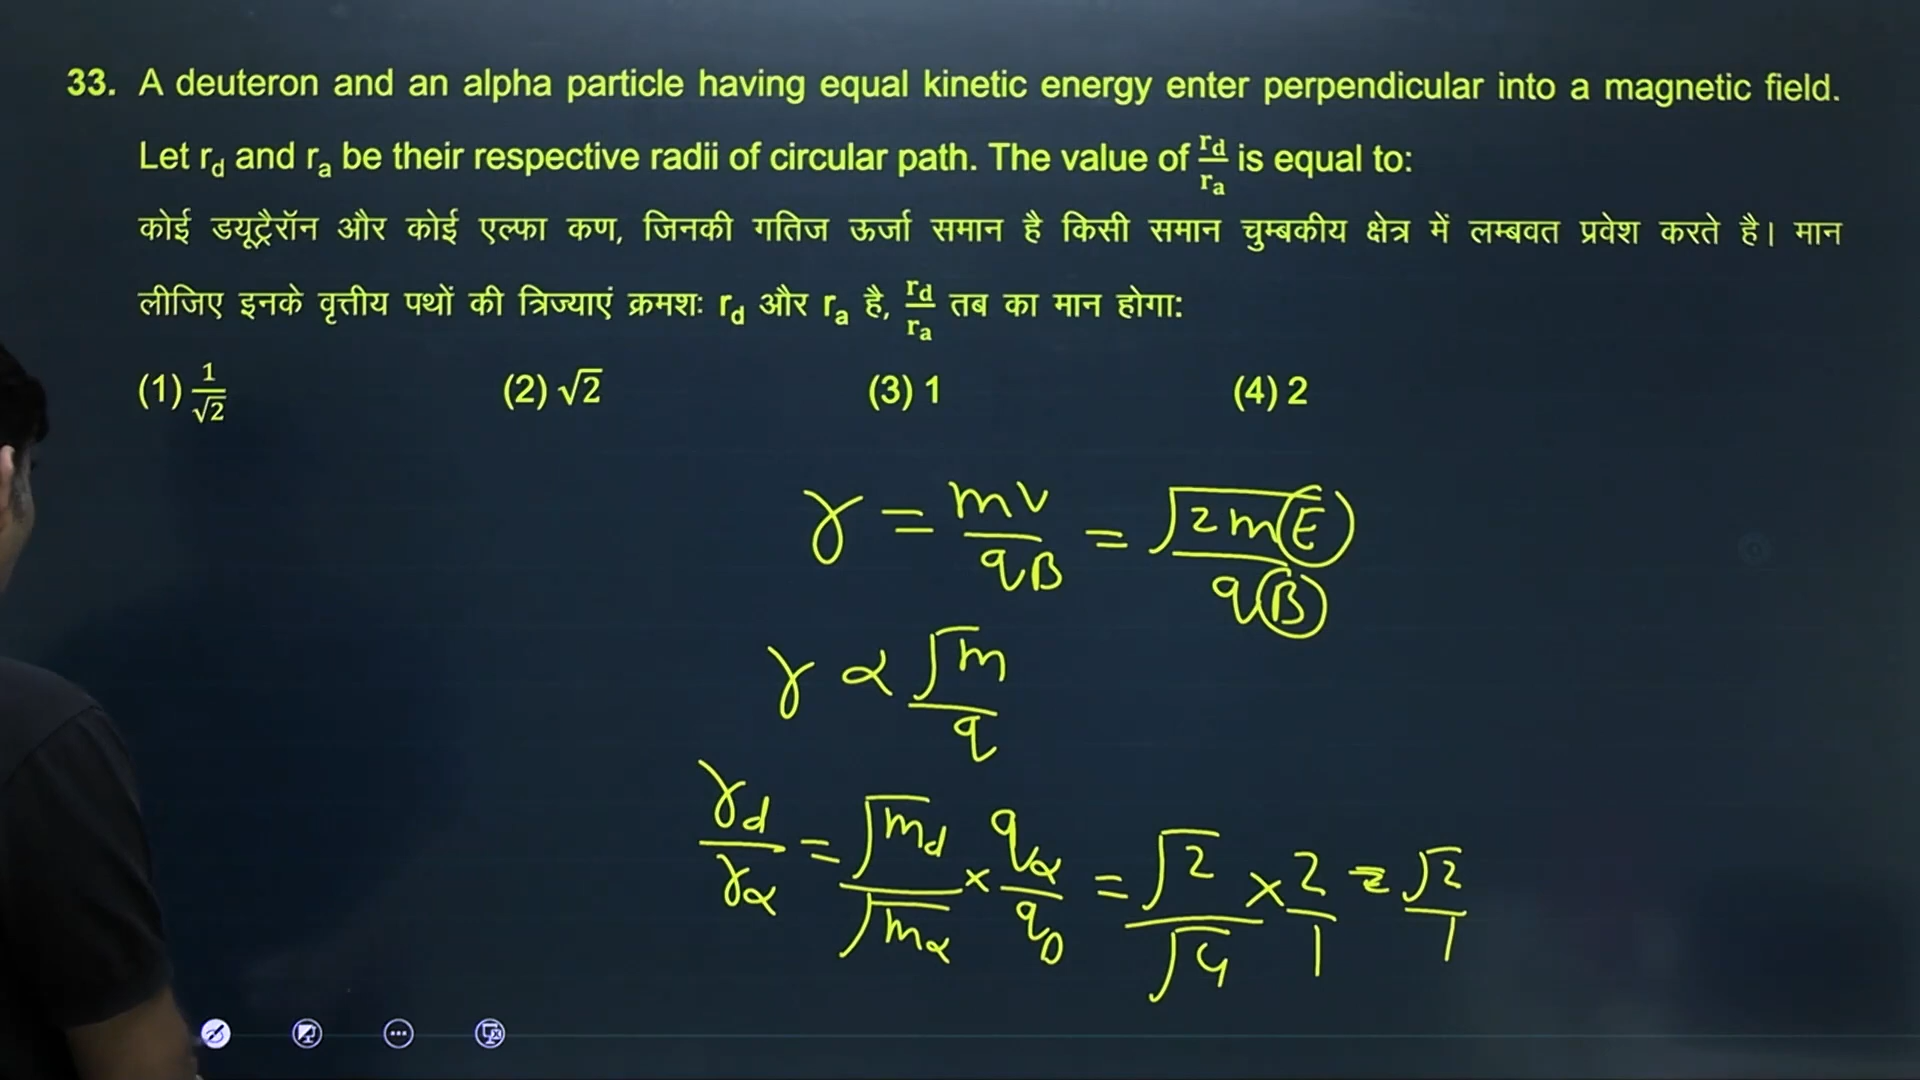 33. A deuteron and an alpha particle having equal kinetic energy enter perpendicular into a magnetic field.
Let r_d and r_a be their respective radii of circular path. The value of r_d/r_a is equal to:
कोई डयूट्रैरॉन और कोई एल्फा कण, जिनकी गतिज ऊर्जा समान है किसी समान चुम्बकीय क्षेत्र में लम्बवत प्रवेश करते है। मान
लीजिए इनके वृत्तीय पथों की त्रिज्याएं क्रमशः r_d और r_a है, r_d/r_a तब का मान होगा:
(1) 1/√2 (2) √2 (3) 1 (4) 2
r = mv/qB = √2m(E)/q(B)
r ∝ √m/q
r_d/r_α = √m_d/√m_α × q_α/q_D = √2/√4 × 2/1 = √2/1